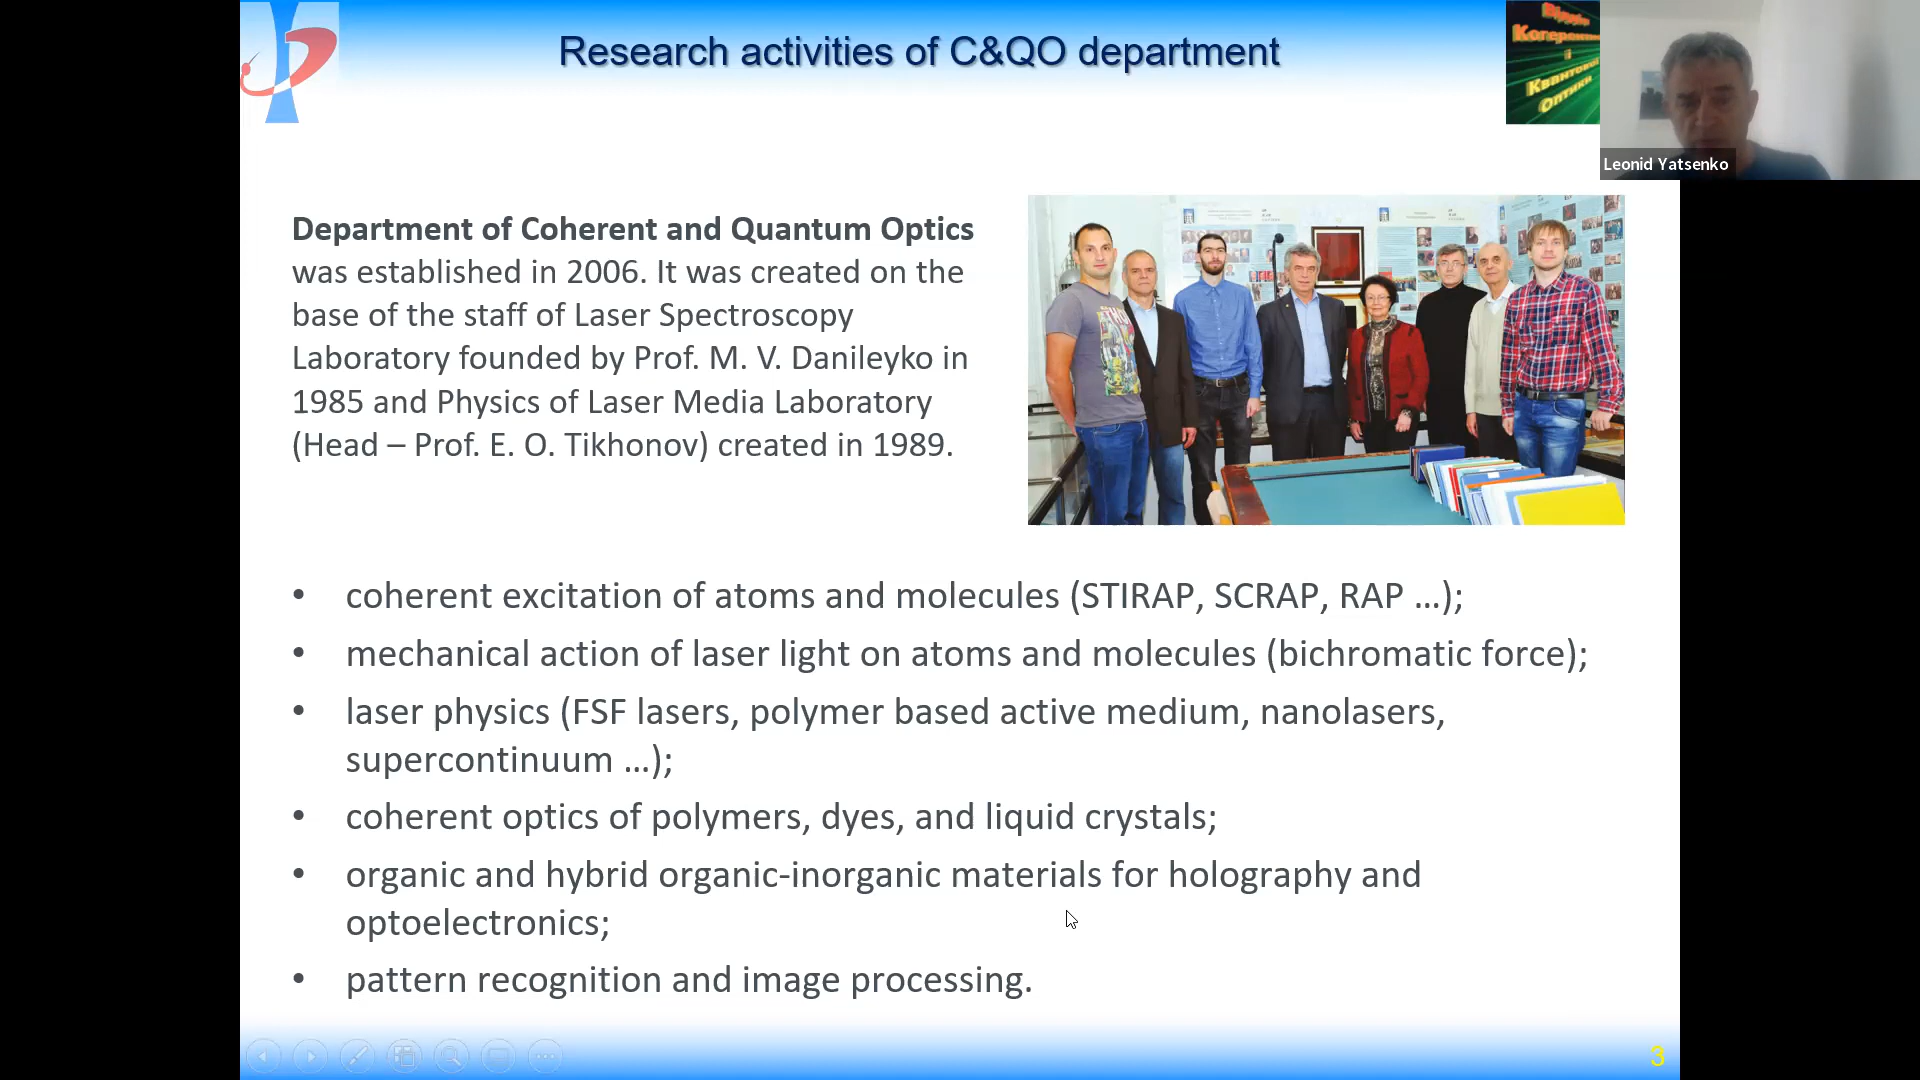 Research activities of C&QO department
Відділ
Когерентної
і
Квантової
Оптики
Leonid Yatsenko
Department of Coherent and Quantum Optics
was established in 2006. It was created on the
base of the staff of Laser Spectroscopy
Laboratory founded by Prof. M. V. Danileyko in
1985 and Physics of Laser Media Laboratory
(Head – Prof. E. O. Tikhonov) created in 1989.
• coherent excitation of atoms and molecules (STIRAP, SCRAP, RAP ...);
• mechanical action of laser light on atoms and molecules (bichromatic force);
• laser physics (FSF lasers, polymer based active medium, nanolasers,
supercontinuum ...);
• coherent optics of polymers, dyes, and liquid crystals;
• organic and hybrid organic-inorganic materials for holography and
optoelectronics;
• pattern recognition and image processing.
3